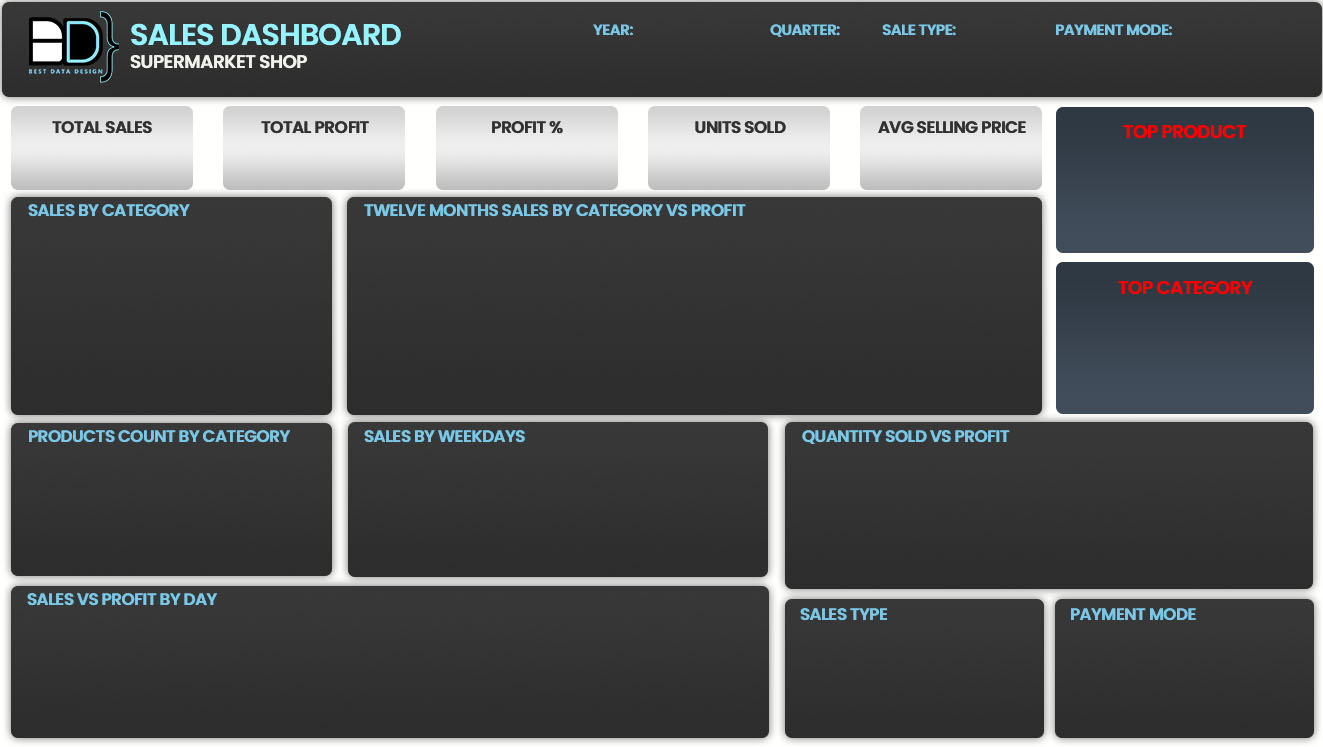 BD
BEST DATA DESIGN
SALES DASHBOARD
SUPERMARKET SHOP
YEAR: QUARTER: SALE TYPE: PAYMENT MODE:
TOTAL SALES
TOTAL PROFIT
PROFIT %
UNITS SOLD
AVG SELLING PRICE
TOP PRODUCT
SALES BY CATEGORY
TWELVE MONTHS SALES BY CATEGORY VS PROFIT
TOP CATEGORY
PRODUCTS COUNT BY CATEGORY
SALES BY WEEKDAYS
QUANTITY SOLD VS PROFIT
SALES VS PROFIT BY DAY
SALES TYPE
PAYMENT MODE